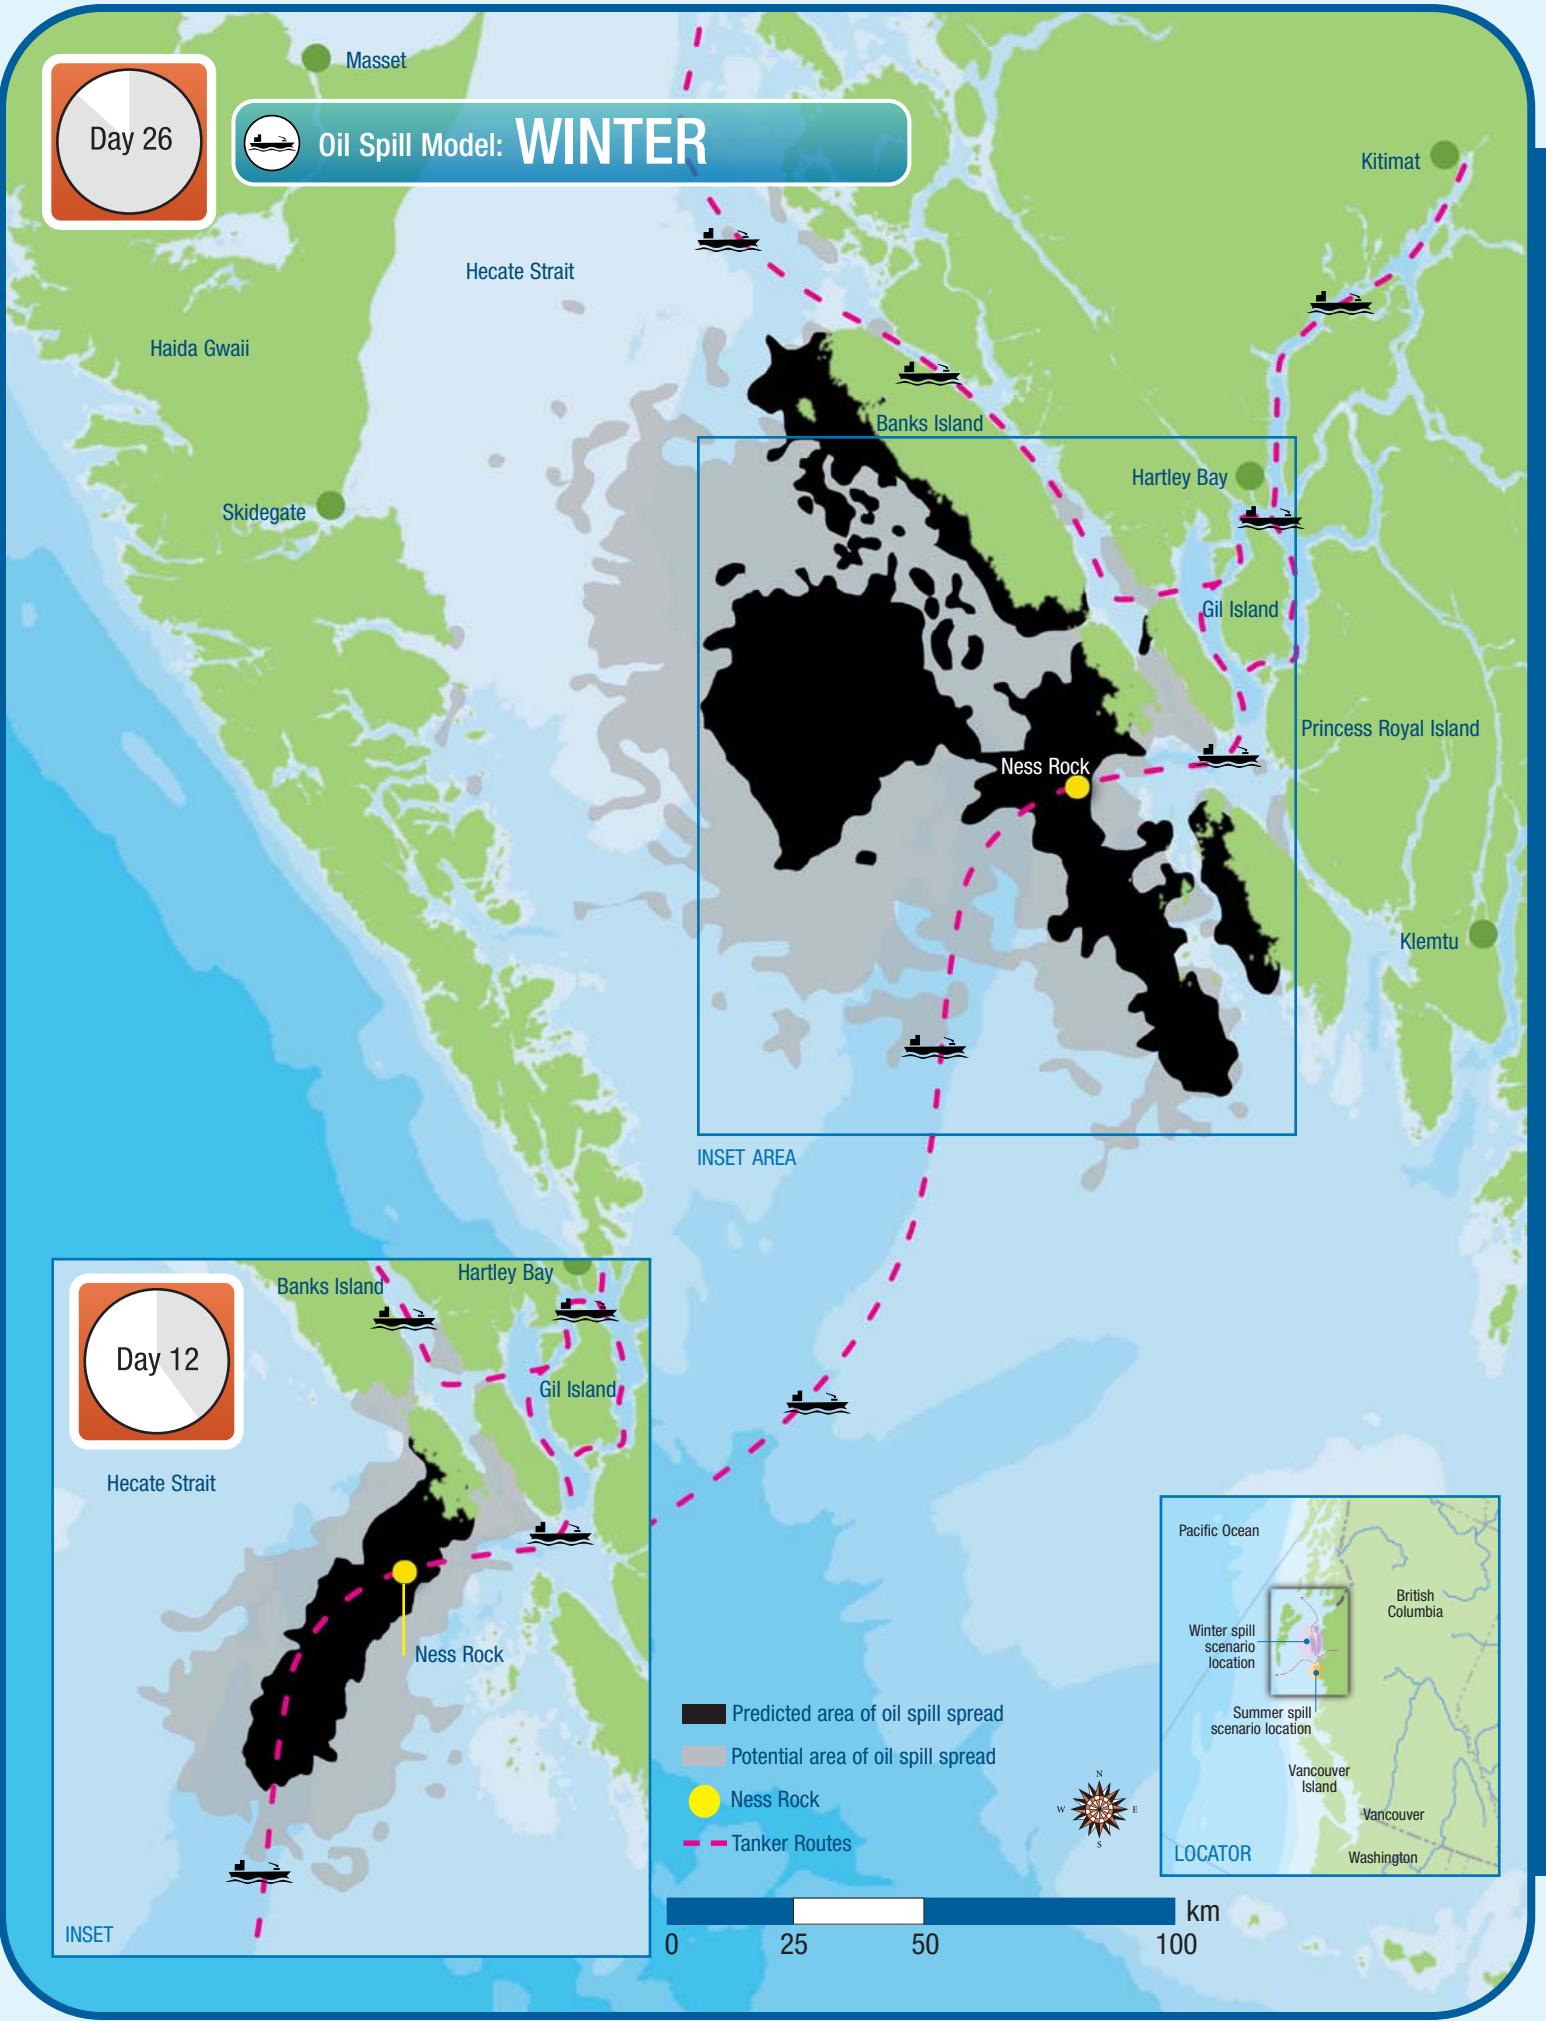 Masset
Day 26
Oil Spill Model: WINTER
Kitimat
Hecate Strait
Haida Gwaii
Banks Island
Hartley Bay
Skidegate
Gil Island
Princess Royal Island
Ness Rock
Klemtu
INSET AREA
Banks Island
Hartley Bay
Day 12
Gil Island
Hecate Strait
Ness Rock
INSET
Predicted area of oil spill spread
Potential area of oil spill spread
Ness Rock
Tanker Routes
N
W
E
S
0
25
50
100
km
Pacific Ocean
British
Columbia
Winter spill
scenario
location
Summer spill
scenario location
Vancouver
Island
Vancouver
LOCATOR
Washington